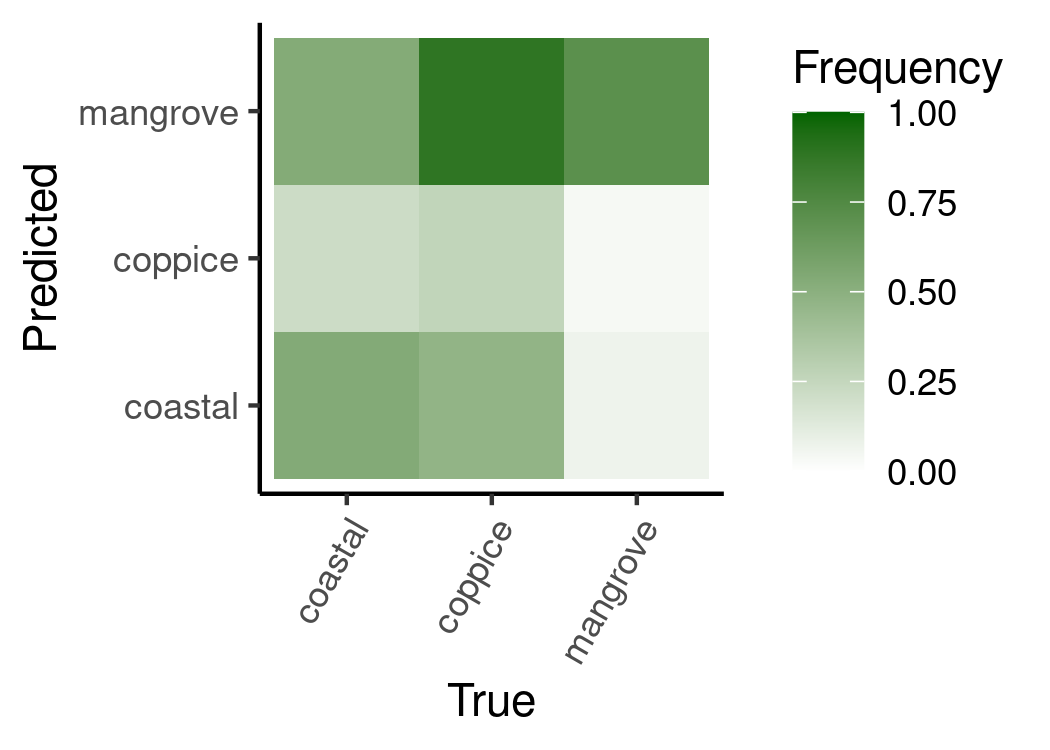 Frequency
1.00
0.75
0.50
0.25
0.00
Predicted
mangrove
coppice
coastal
coastal
coppice
mangrove
True